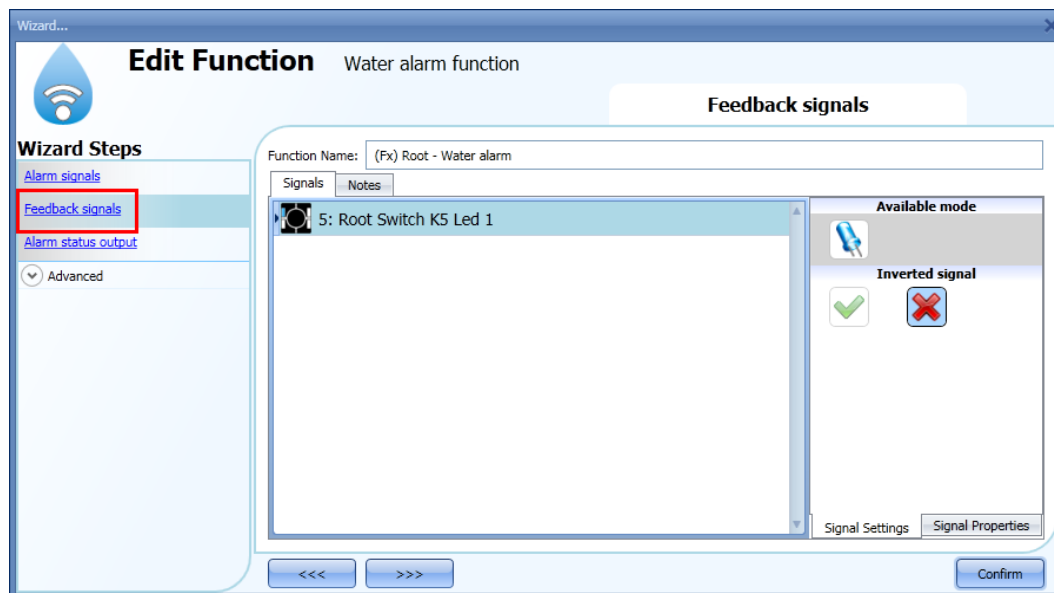 Wizard...
Edit Function Water alarm function
Feedback signals
Wizard Steps
Alarm signals
Feedback signals
Alarm status output
Advanced
Function Name: (Fx) Root - Water alarm
Signals Notes
5: Root Switch K5 Led 1
Available mode
Inverted signal
Signal Settings Signal Properties
<<< >>> Confirm